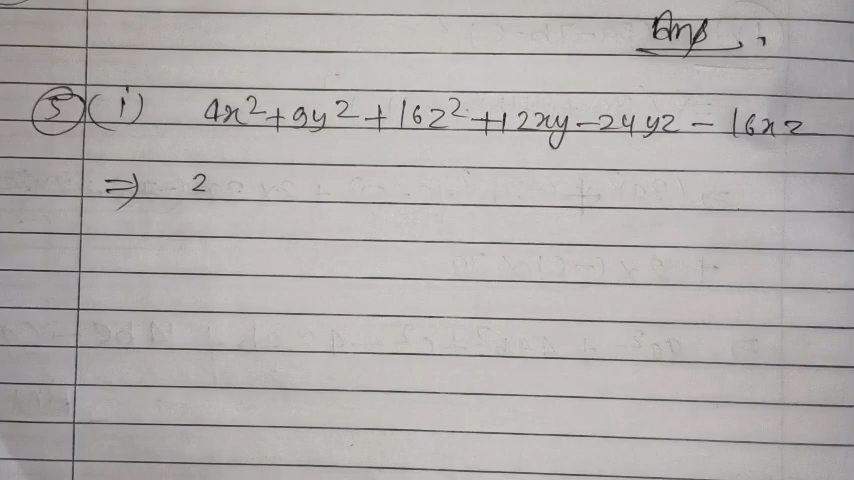 Ans.
5 (i) 4x² + 9y² + 16z² + 12xy - 24yz - 16xz
⇒ 2